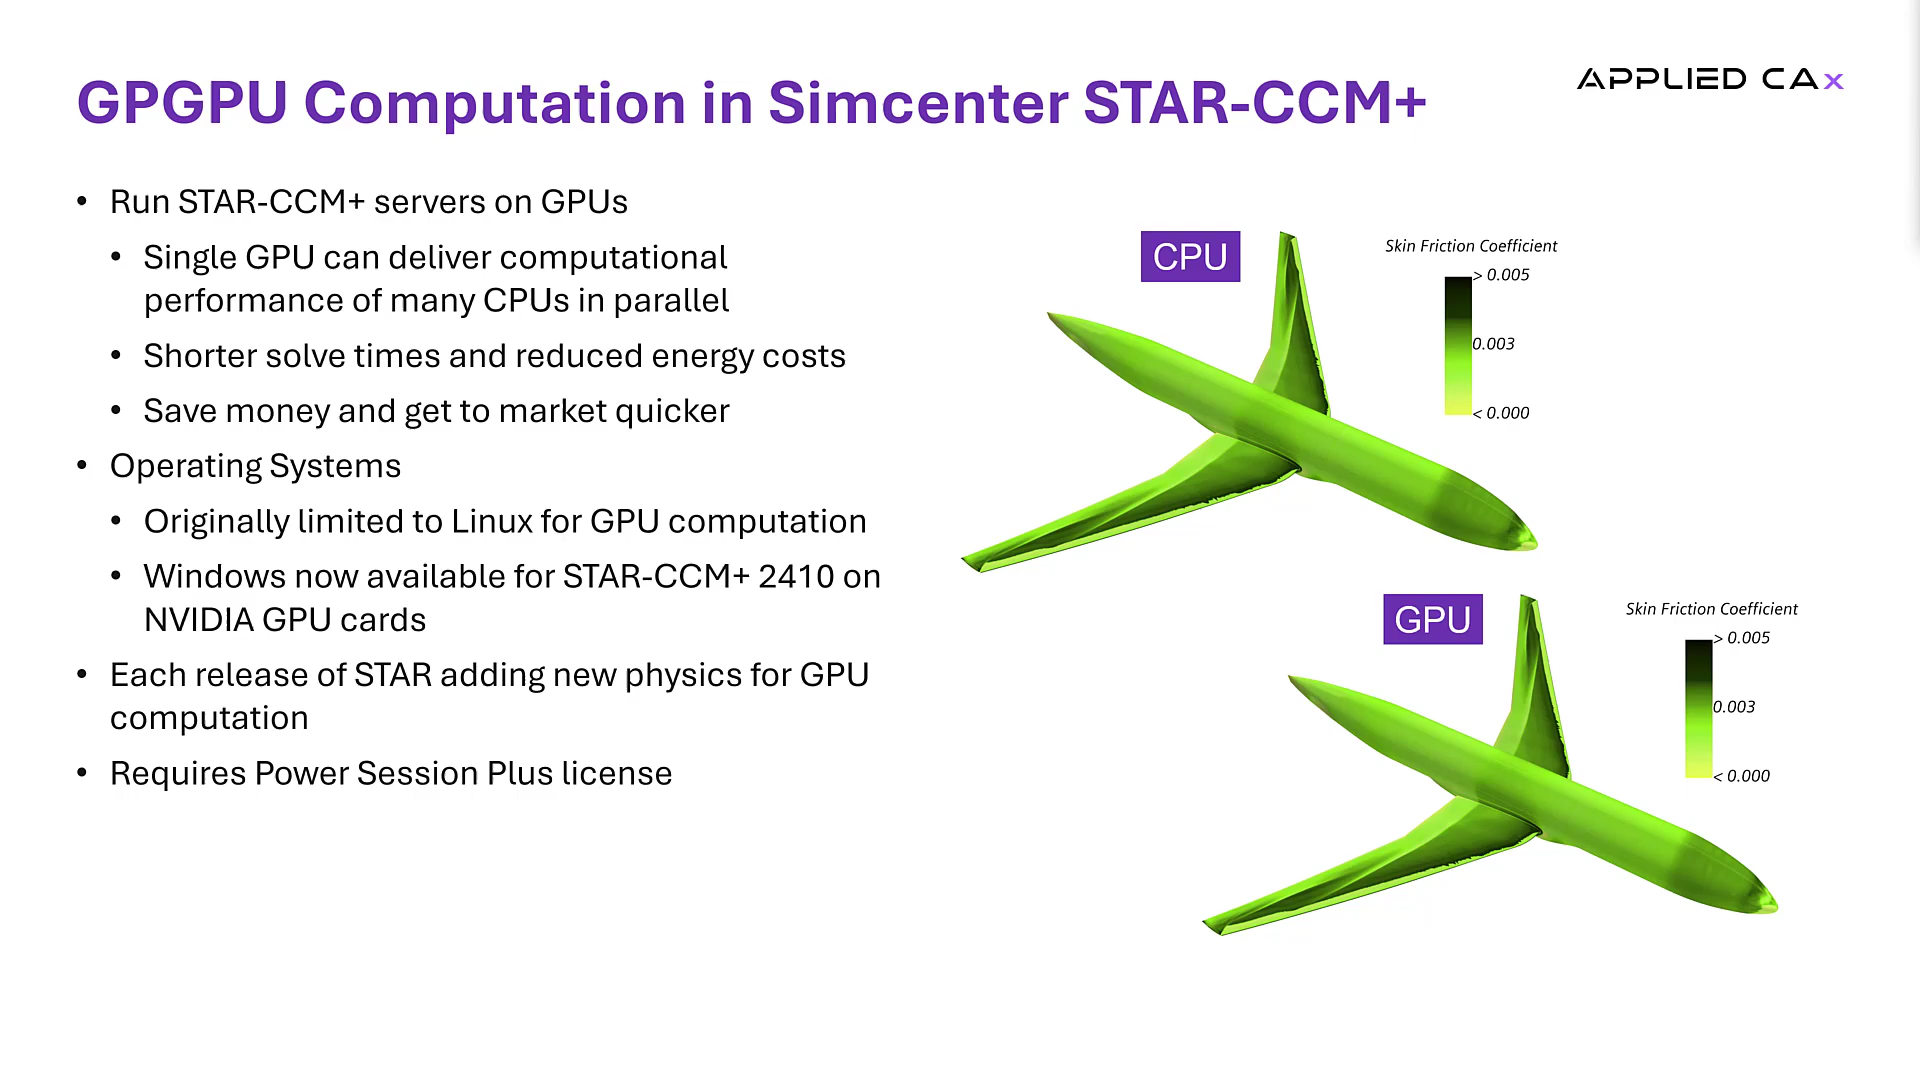 GPGPU Computation in Simcenter STAR-CCM+
APPLIED CAx
• Run STAR-CCM+ servers on GPUs
• Single GPU can deliver computational
performance of many CPUs in parallel
• Shorter solve times and reduced energy costs
• Save money and get to market quicker
• Operating Systems
• Originally limited to Linux for GPU computation
• Windows now available for STAR-CCM+ 2410 on
NVIDIA GPU cards
• Each release of STAR adding new physics for GPU
computation
• Requires Power Session Plus license
CPU
Skin Friction Coefficient
> 0.005
0.003
< 0.000
GPU
Skin Friction Coefficient
> 0.005
0.003
< 0.000